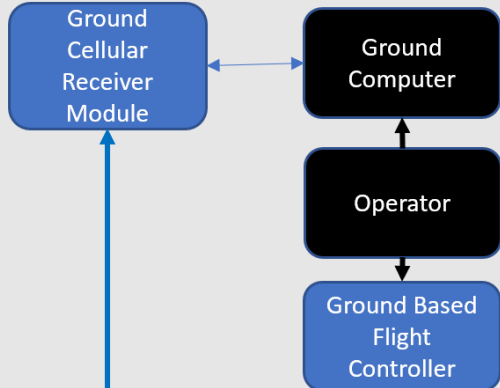 Ground
Cellular
Receiver
Module
Ground
Computer
Operator
Ground Based
Flight
Controller